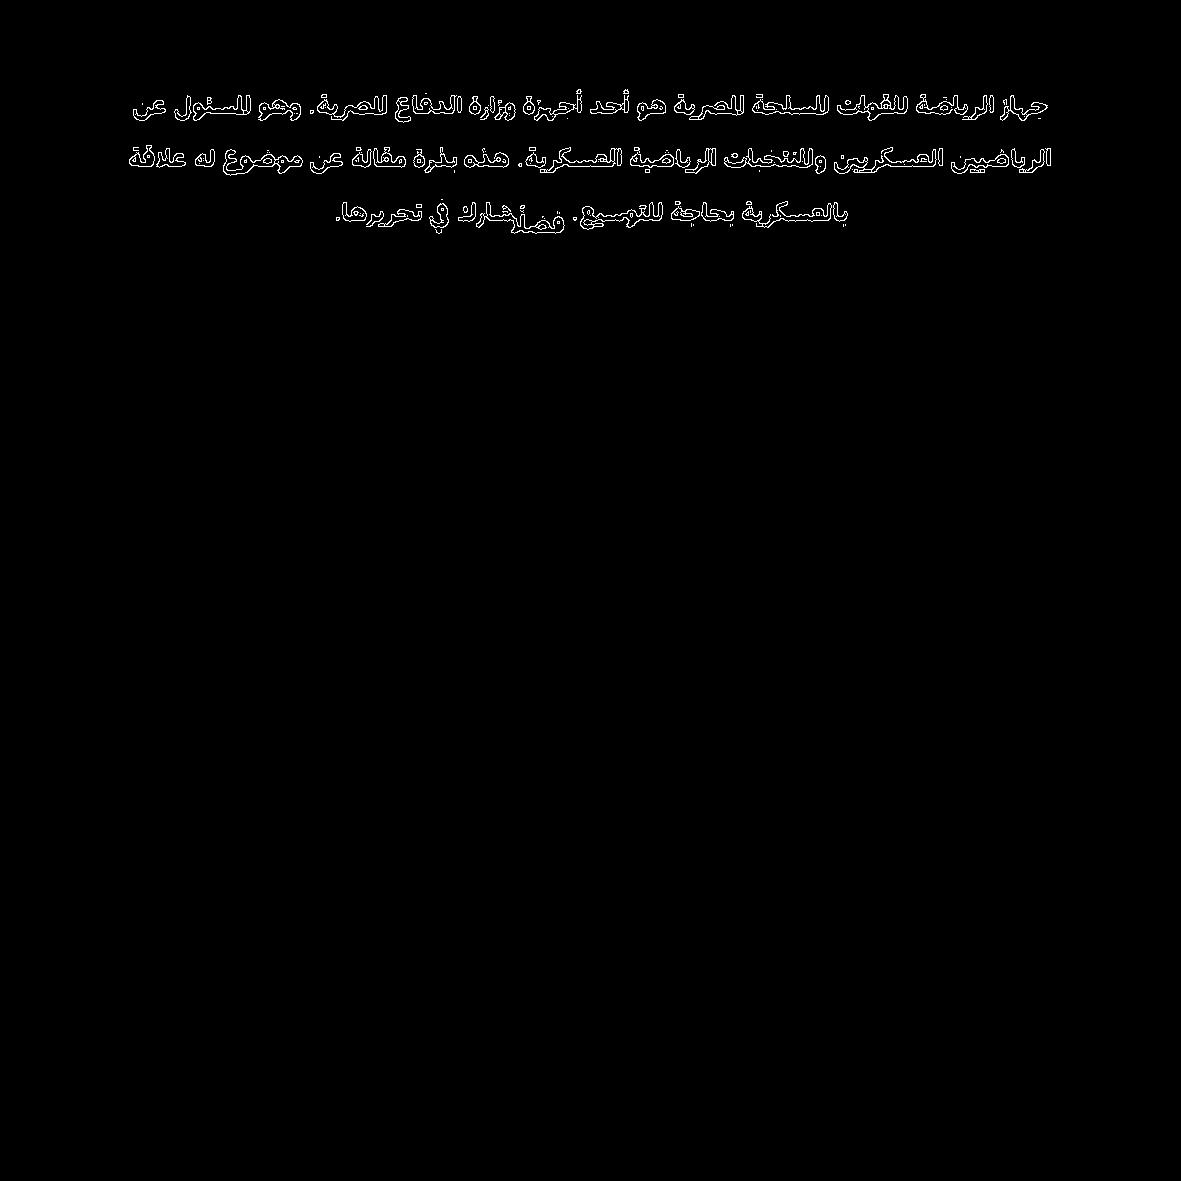 جهاز الرياضة للقوات المسلحة المصرية هو أحد أجهزة وزارة الدفاع المصرية. وهو المسئول عن
الرياضيين العسكريين والمنتخبات الرياضية العسكرية. هذه بذرة مقالة عن موضوع له علاقة
بالعسكرية بحاجة للتوسيع. فضلًا شارك في تحريرها.